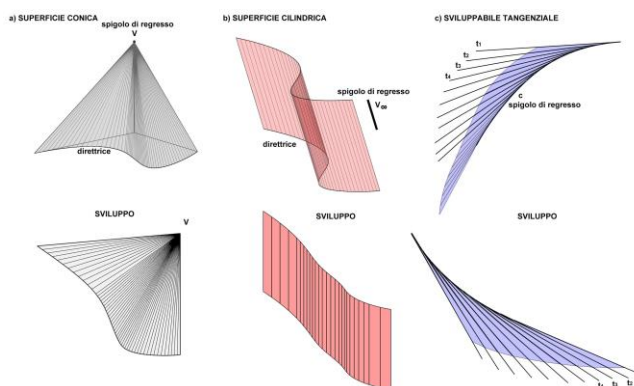 a) SUPERFICIE CONICA
spigolo di regresso
V
direttrice
b) SUPERFICIE CILINDRICA
spigolo di regresso
V∞
direttrice
c) SVILUPPABILE TANGENZIALE
t₁
t₂
t₃
t₄
c
spigolo di regresso
SVILUPPO
V
SVILUPPO
SVILUPPO
t₃ t₂